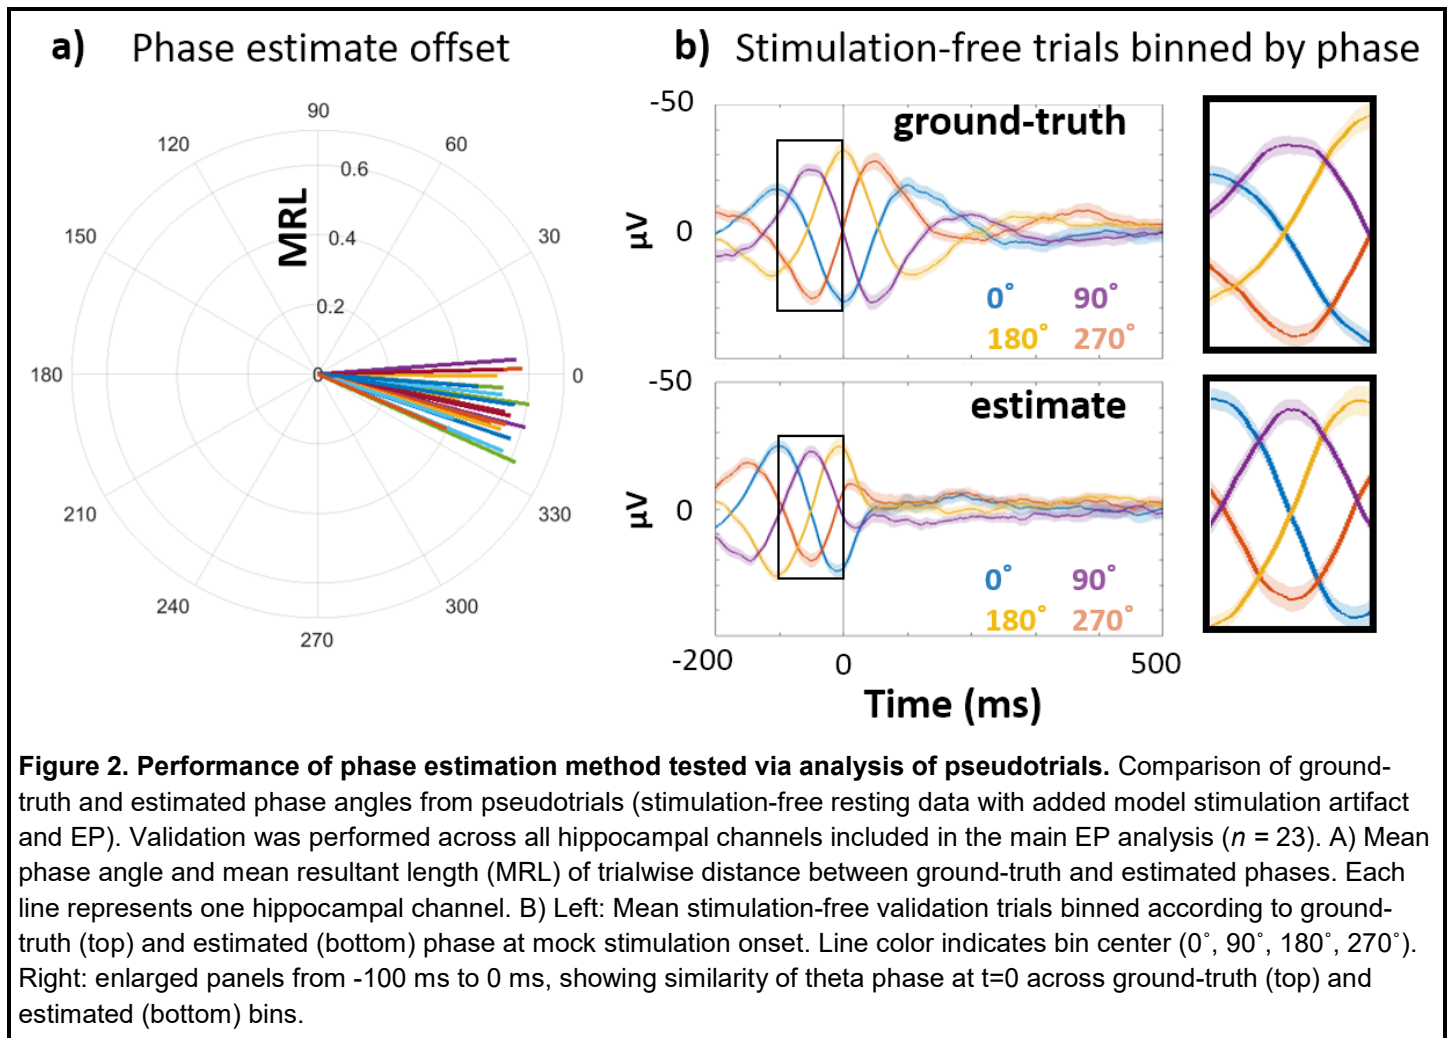 a) Phase estimate offset
90
120
60
0.6
MRL
150
0.4
30
0.2
180
0
0
210
330
240
300
270
b) Stimulation-free trials binned by phase
-50
ground-truth
µV
0
0˚ 90˚
180˚ 270˚
-50
estimate
µV
0
0˚ 90˚
180˚ 270˚
-200
0
500
Time (ms)
Figure 2. Performance of phase estimation method tested via analysis of pseudotrials. Comparison of ground-
truth and estimated phase angles from pseudotrials (stimulation-free resting data with added model stimulation artifact
and EP). Validation was performed across all hippocampal channels included in the main EP analysis (n = 23). A) Mean
phase angle and mean resultant length (MRL) of trialwise distance between ground-truth and estimated phases. Each
line represents one hippocampal channel. B) Left: Mean stimulation-free validation trials binned according to ground-
truth (top) and estimated (bottom) phase at mock stimulation onset. Line color indicates bin center (0˚, 90˚, 180˚, 270˚).
Right: enlarged panels from -100 ms to 0 ms, showing similarity of theta phase at t=0 across ground-truth (top) and
estimated (bottom) bins.